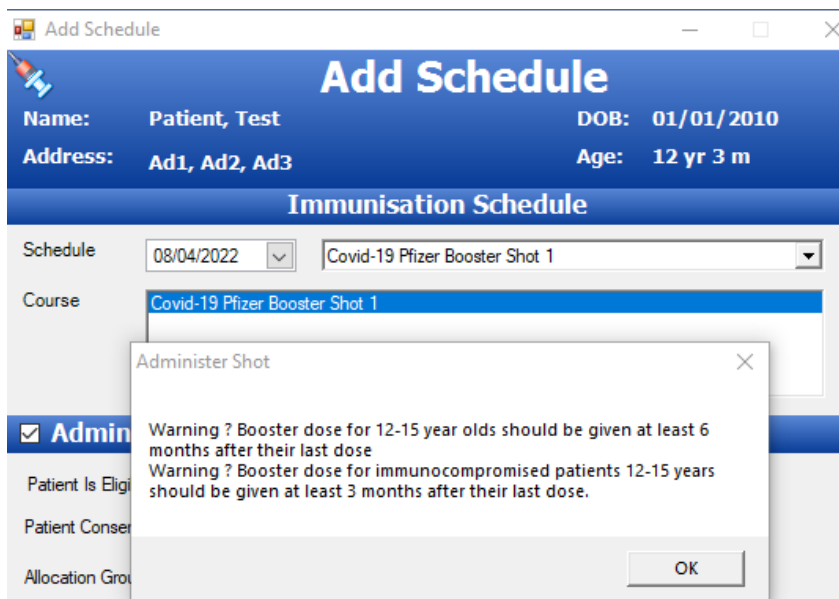 Add Schedule
Add Schedule
Name: Patient, Test DOB: 01/01/2010
Address: Ad1, Ad2, Ad3 Age: 12 yr 3 m
Immunisation Schedule
Schedule 08/04/2022 Covid-19 Pfizer Booster Shot 1
Course Covid-19 Pfizer Booster Shot 1
Administer Shot
Warning ? Booster dose for 12-15 year olds should be given at least 6
months after their last dose
Warning ? Booster dose for immunocompromised patients 12-15 years
should be given at least 3 months after their last dose.
Admin
Patient Is Eligi
Patient Conser
Allocation Grou
OK